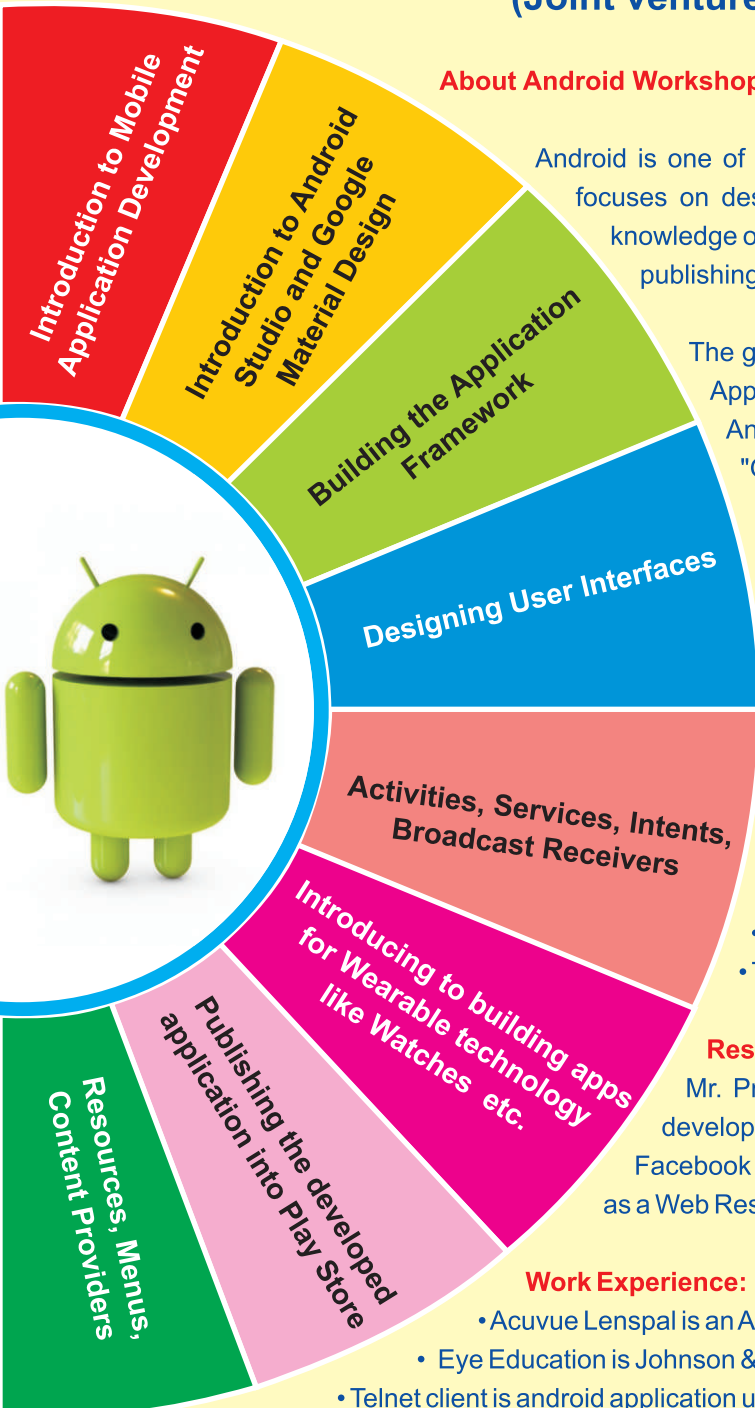 (Joint Venture
About Android Workshop
Android is one of
focuses on des
knowledge o
publishing
The g
App
An
"C
Introduction to Mobile
Application Development
Introduction to Android
Studio and Google
Material Design
Building the Application
Framework
Designing User Interfaces
Activities, Services, Intents,
Broadcast Receivers
Introducing to building apps
for Wearable technology
like Watches etc.
Publishing the developed
application into Play Store
Resources, Menus,
Content Providers
Res
Mr. Pr
develop
Facebook
as a Web Res
Work Experience:
• Acuvue Lenspal is an A
• Eye Education is Johnson &
• Telnet client is android application u